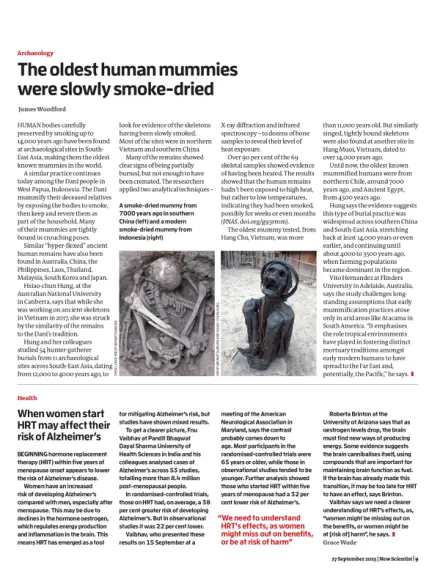 Archaeology
The oldest human mummies
were slowly smoke-dried
James Woodford
HUMAN bodies carefully
preserved by smoking up to
14,000 years ago have been found
at archaeological sites in South-
East Asia, making them the oldest
known mummies in the world.
A similar practice continues
today among the Dani people in
West Papua, Indonesia. The Dani
mummify their deceased relatives
by exposing the bodies to smoke,
then keep and revere them as
part of the household. Many
of their mummies are tightly
bound in crouching poses.
Similar "hyper-flexed" ancient
human remains have also been
found in Australia, China, the
Philippines, Laos, Thailand,
Malaysia, South Korea and Japan.
Hsiao-chun Hung, at the
Australian National University
in Canberra, says that while she
was working on ancient skeletons
in Vietnam in 2017, she was struck
by the similarity of the remains
to the Dani's tradition.
Hung and her colleagues
studied 54 hunter-gatherer
burials from 11 archaeological
sites across South-East Asia, dating
from 12,000 to 4000 years ago, to
look for evidence of the skeletons
having been slowly smoked.
Most of the sites were in northern
Vietnam and southern China.
Many of the remains showed
clear signs of being partially
burned, but not enough to have
been cremated. The researchers
applied two analytical techniques –
A smoke-dried mummy from
7000 years ago in southern
China (left) and a modern
smoke-dried mummy from
Indonesia (right)
X-ray diffraction and infrared
spectroscopy – to dozens of bone
samples to reveal their level of
heat exposure.
Over 90 per cent of the 69
skeletal samples showed evidence
of having been heated. The results
showed that the human remains
hadn't been exposed to high heat,
but rather to low temperatures,
indicating they had been smoked,
possibly for weeks or even months
(PNAS, doi.org/g93nmm).
The oldest mummy tested, from
Hang Cho, Vietnam, was more
than 11,000 years old. But similarly
singed, tightly bound skeletons
were also found at another site in
Hang Muoi, Vietnam, dated to
over 14,000 years.
Until now, the oldest known
mummified humans were from
northern Chile, around 7000
years ago, and Ancient Egypt,
from 4500 years ago.
Hung says the evidence suggests
this type of burial practice was
widespread across southern China
and South-East Asia, stretching
back at least 14,000 years or even
earlier, and continuing until
about 4000 to 3500 years ago,
when farming populations
became dominant in the region.
Vito Hernandez at Flinders
University in Adelaide, Australia,
says the study challenges long-
standing assumptions that early
mummification practices arose
only in arid areas like Atacama in
South America. "It emphasises
the role tropical environments
have played in fostering distinct
mortuary traditions amongst
early modern humans to have
spread to the Far East and,
potentially, the Pacific," he says.
Health
When women start
HRT may affect their
risk of Alzheimer's
BEGINNING hormone replacement
therapy (HRT) within five years of
menopause onset appears to lower
the risk of Alzheimer's disease.
Women have an increased
risk of developing Alzheimer's
compared with men, especially after
menopause. This may be due to
declines in the hormone oestrogen,
which regulates energy production
and inflammation in the brain. This
means HRT has emerged as a tool
for mitigating Alzheimer's risk, but
studies have shown mixed results.
To get a clearer picture, Fnu
Vaibhav at Pandit Bhagwat
Dayal Sharma University of
Health Sciences in India and his
colleagues analysed cases of
Alzheimer's across 53 studies,
totalling more than 8.4 million
post-menopausal people.
In randomised-controlled trials,
those on HRT had, on average, a 38
per cent greater risk of developing
Alzheimer's. But in observational
studies it was 22 per cent lower.
Vaibhav, who presented these
results on 15 September at a
meeting of the American
Neurological Association in
Maryland, says the contrast
probably comes down to
age. Most participants in the
randomised-controlled trials were
65 years or older, while those in
observational studies tended to be
younger. Further analysis showed
those who started HRT within five
years of menopause had a 32 per
cent lower risk of Alzheimer's.
"We need to understand
HRT's effects, as women
might miss out on benefits,
or be at risk of harm"
Roberta Brinton at the
University of Arizona says that as
oestrogen levels drop, the brain
must find new ways of producing
energy. Some evidence suggests
the brain cannibalises itself, using
compounds that are important for
maintaining brain function as fuel.
If the brain has already made this
transition, it may be too late for HRT
to have an effect, says Brinton.
Vaibhav says we need a clearer
understanding of HRT's effects, as,
"women might be missing out on
the benefits, or women might be
at [risk of] harm", he says.
Grace Wade
27 September 2025 | New Scientist | 9